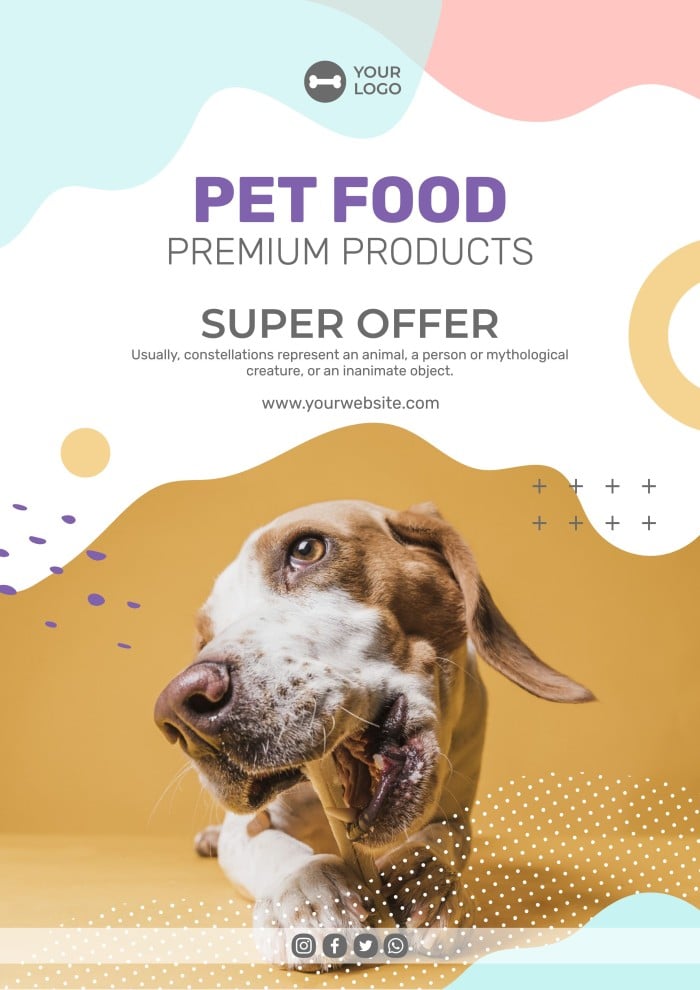 YOUR
LOGO
PET FOOD
PREMIUM PRODUCTS
SUPER OFFER
Usually, constellations represent an animal, a person or mythological
creature, or an inanimate object.
www.yourwebsite.com